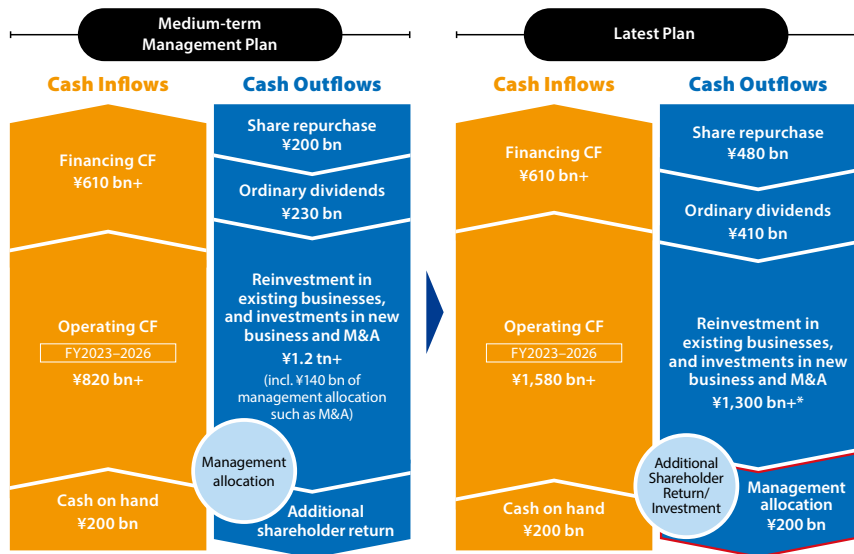 Medium-term
Management Plan
Cash Inflows
Cash Outflows
Financing CF
¥610 bn+
Operating CF
FY2023–2026
¥820 bn+
Cash on hand
¥200 bn
Share repurchase
¥200 bn
Ordinary dividends
¥230 bn
Reinvestment in
existing businesses,
and investments in new
business and M&A
¥1.2 tn+
(incl. ¥140 bn of
management allocation
such as M&A)
Management
allocation
Additional
shareholder return
Latest Plan
Cash Inflows
Cash Outflows
Financing CF
¥610 bn+
Operating CF
FY2023–2026
¥1,580 bn+
Cash on hand
¥200 bn
Share repurchase
¥480 bn
Ordinary dividends
¥410 bn
Reinvestment in
existing businesses,
and investments in new
business and M&A
¥1,300 bn+*
Additional
Shareholder
Return/
Investment
Management
allocation
¥200 bn